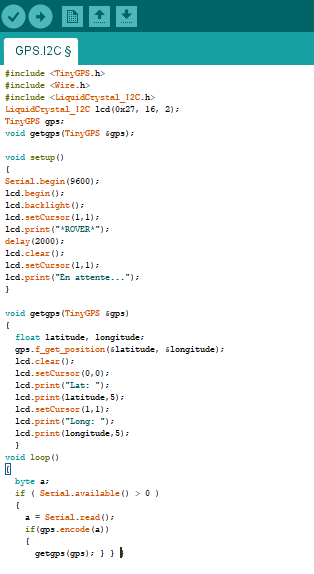 GPS.I2C §
#include <TinyGPS.h>
#include <Wire.h>
#include <LiquidCrystal_I2C.h>
LiquidCrystal_I2C lcd(0x27, 16, 2);
TinyGPS gps;
void getgps(TinyGPS &gps);
void setup()
{
Serial.begin(9600);
lcd.begin();
lcd.backlight();
lcd.setCursor(1,1);
lcd.print("*ROVER*");
delay(2000);
lcd.clear();
lcd.setCursor(1,1);
lcd.print("En attente...");
}
void getgps(TinyGPS &gps)
{
float latitude, longitude;
gps.f_get_position(&latitude, &longitude);
lcd.clear();
lcd.setCursor(0,0);
lcd.print("Lat: ");
lcd.print(latitude,5);
lcd.setCursor(1,1);
lcd.print("Long: ");
lcd.print(longitude,5);
}
void loop()
{
byte a;
if ( Serial.available() > 0 )
{
a = Serial.read();
if(gps.encode(a))
{
getgps(gps); } } }